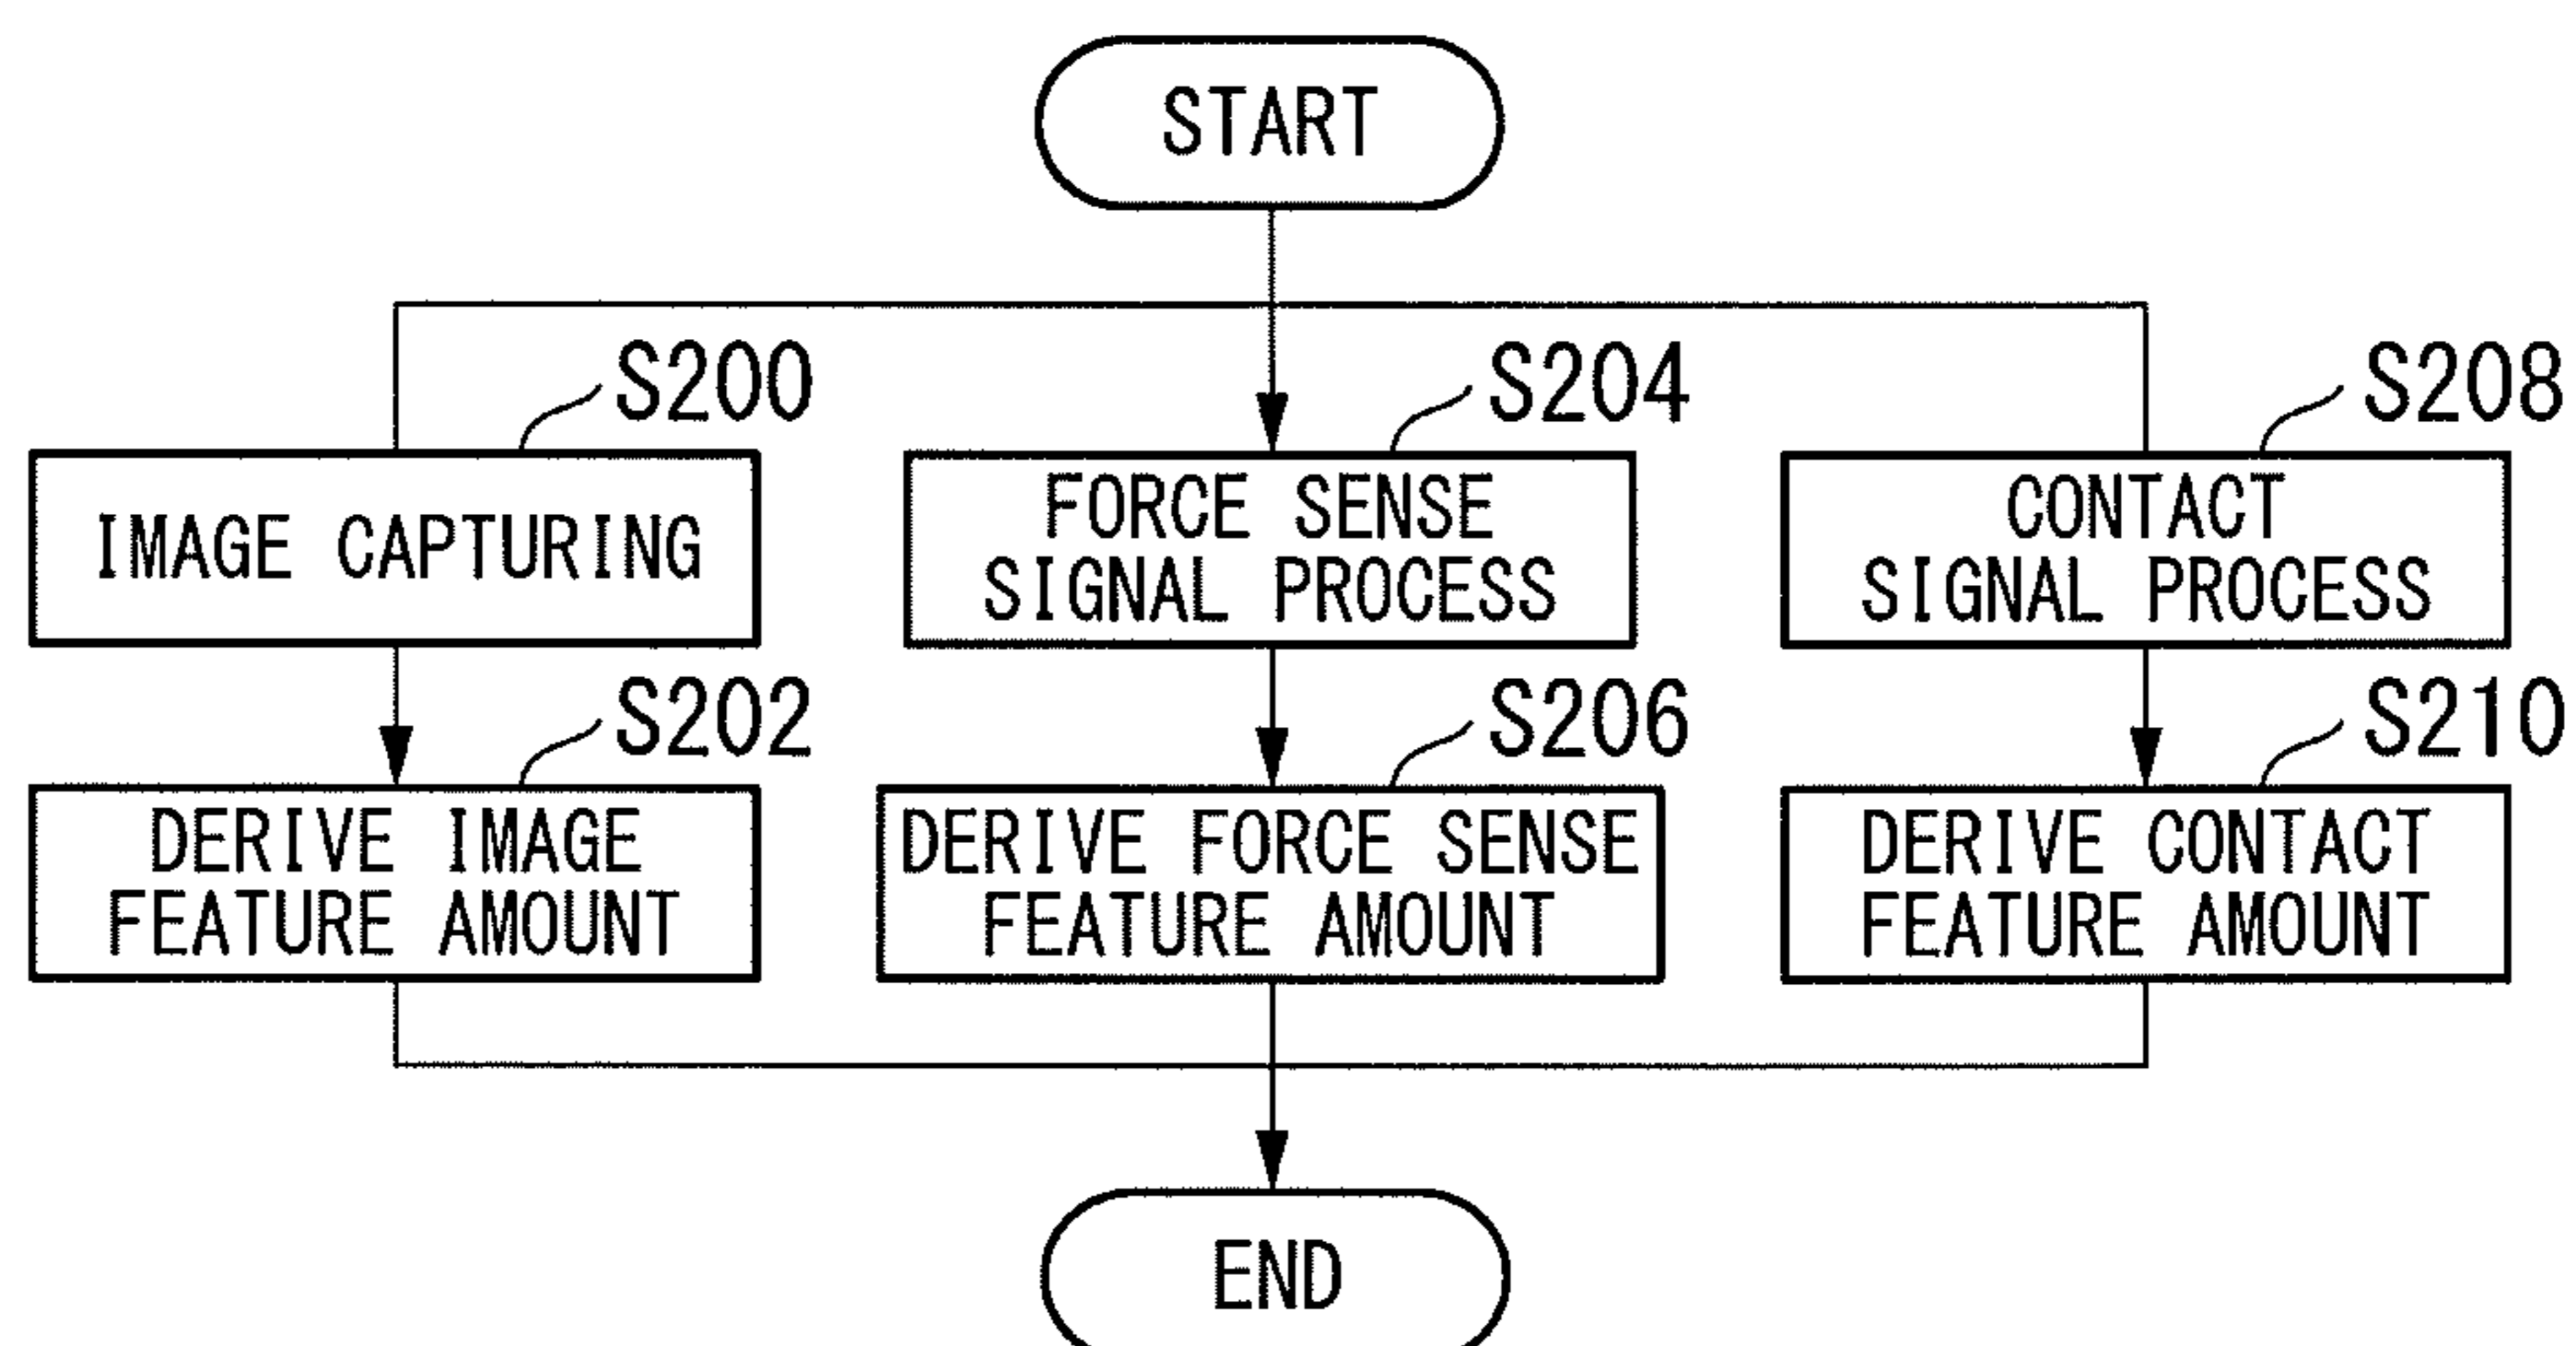 START
S200
IMAGE CAPTURING
S204
FORCE SENSE
SIGNAL PROCESS
S208
CONTACT
SIGNAL PROCESS
S202
DERIVE IMAGE
FEATURE AMOUNT
S206
DERIVE FORCE SENSE
FEATURE AMOUNT
S210
DERIVE CONTACT
FEATURE AMOUNT
END